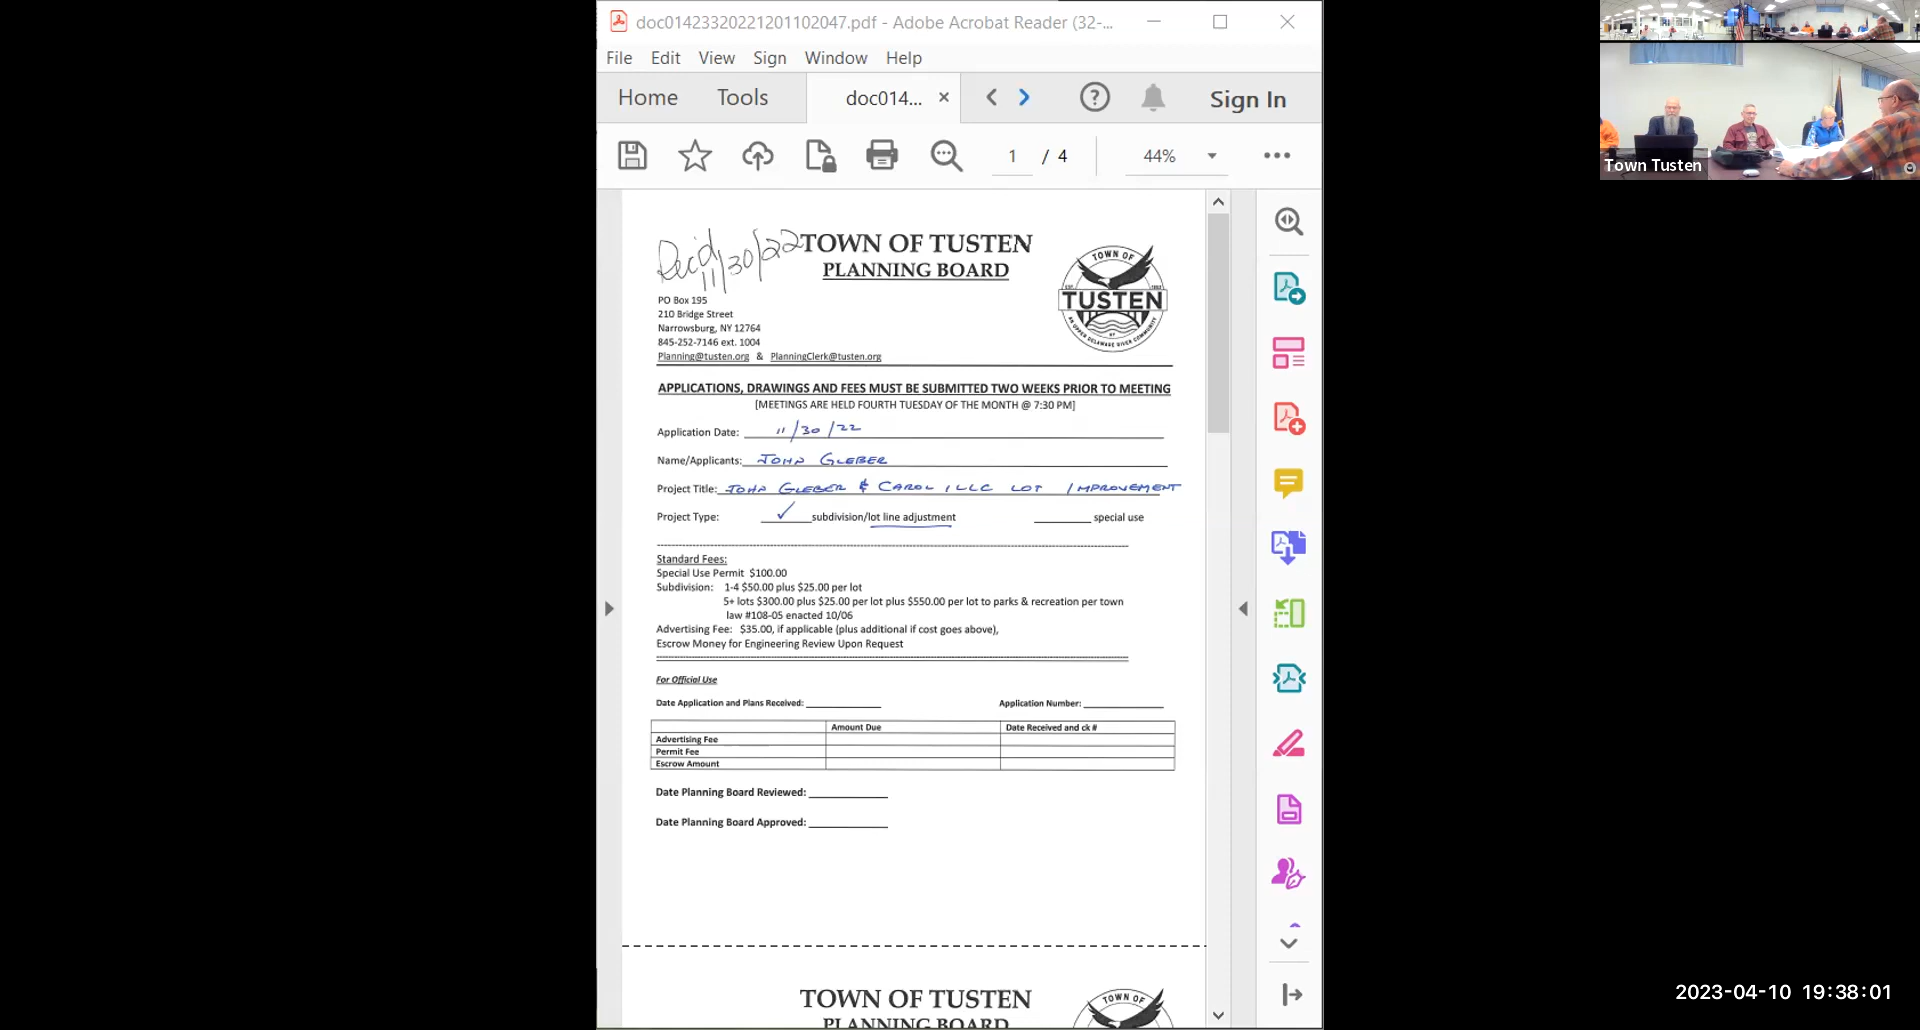 doc01423320221201102047.pdf - Adobe Acrobat Reader (32-...
File Edit View Sign Window Help
Home Tools doc014... × Sign In
1 / 4 44%
Rec'd 11/30/22
TOWN OF TUSTEN
PLANNING BOARD
TOWN OF
TUSTEN
AN UPPER DELAWARE RIVER COMMUNITY
PO Box 195
210 Bridge Street
Narrowsburg, NY 12764
845-252-7146 ext. 1004
Planning@tusten.org & PlanningClerk@tusten.org
APPLICATIONS, DRAWINGS AND FEES MUST BE SUBMITTED TWO WEEKS PRIOR TO MEETING
[MEETINGS ARE HELD FOURTH TUESDAY OF THE MONTH @ 7:30 PM]
Application Date: 11/30/22
Name/Applicants: JOHN GLEBER
Project Title: JOHN GLEBER & CAROL, LLC LOT IMPROVEMENT
Project Type: ✓ subdivision/lot line adjustment special use
Standard Fees:
Special Use Permit $100.00
Subdivision: 1-4 $50.00 plus $25.00 per lot
5+ lots $300.00 plus $25.00 per lot plus $550.00 per lot to parks & recreation per town
law #108-05 enacted 10/06
Advertising Fee: $35.00, if applicable (plus additional if cost goes above),
Escrow Money for Engineering Review Upon Request
For Official Use
Date Application and Plans Received: Application Number:
Amount Due Date Received and ck #
Advertising Fee
Permit Fee
Escrow Amount
Date Planning Board Reviewed:
Date Planning Board Approved:
TOWN OF TUSTEN
PLANNING BOARD
TOWN OF
Town Tusten
2023-04-10 19:38:01